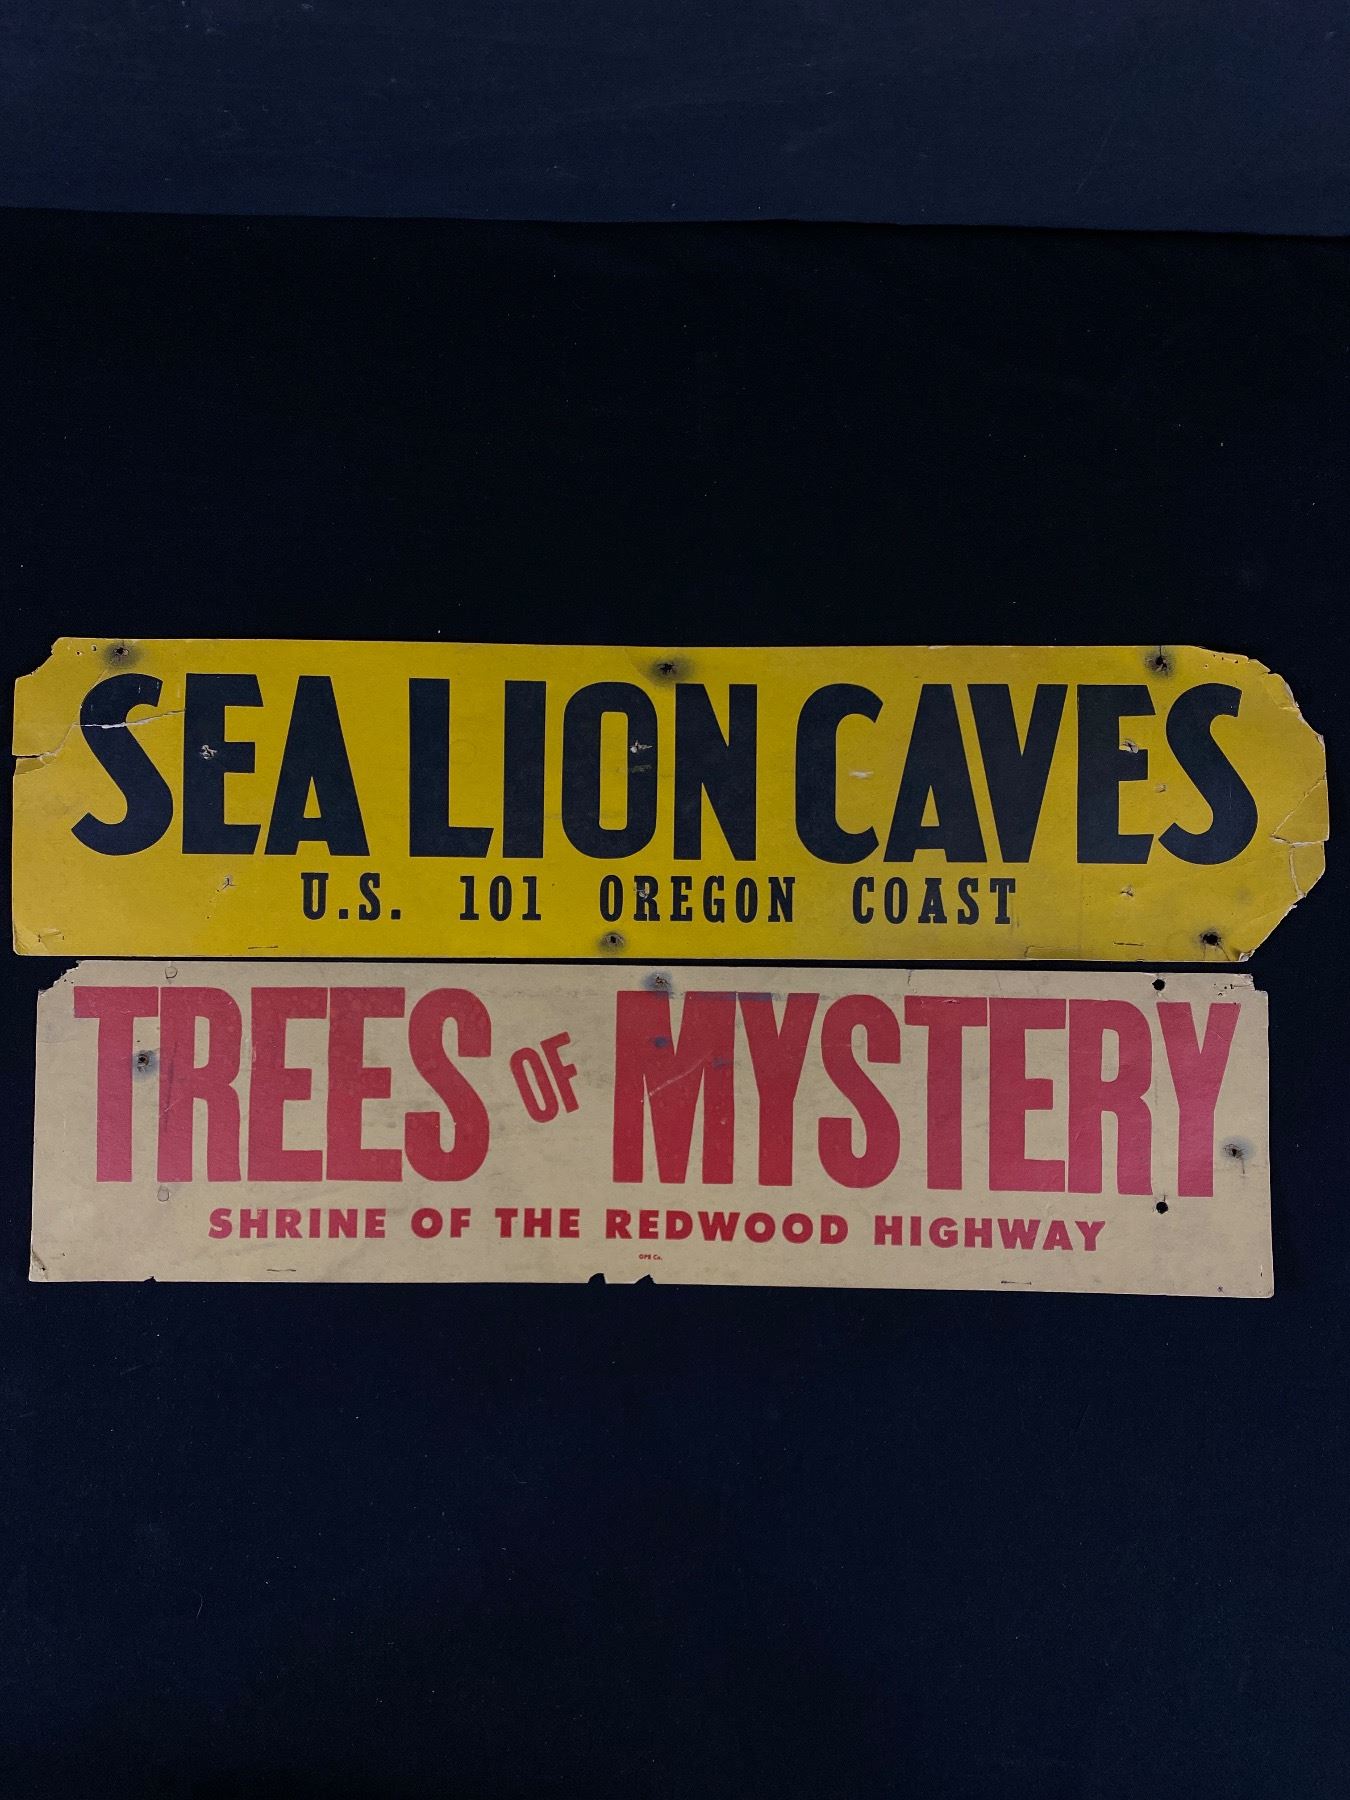 SEA LION CAVES
U.S. 101 OREGON COAST
TREES OF MYSTERY
SHRINE OF THE REDWOOD HIGHWAY